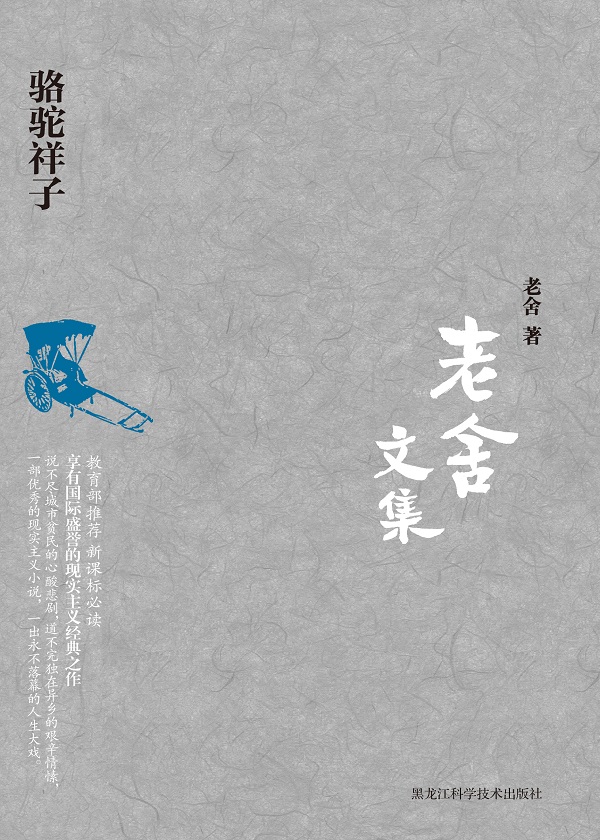 骆驼祥子
老舍 著
老舍
文集
教育部推荐 新课标必读
享有国际盛誉的现实主义经典之作
说不尽城市贫民的心酸悲剧，道不完独在异乡的艰辛情愫，
一部优秀的现实主义小说，一出永不落幕的人生大戏。
黑龙江科学技术出版社